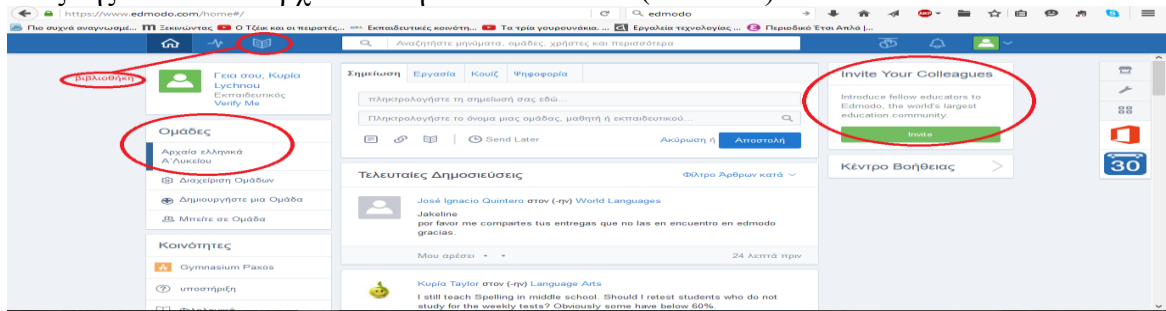 https://www.edmodo.com/home#/
edmodo
Πιο συχνά αναγνωσμέ...
Ξεκινώντας
Ο Τζέικ και οι πειρατές...
Εκπαιδευτικές κοινότη...
Τα τρία γουρουνάκια. ...
Εργαλεία τεχνολογίας ...
Περιοδικό Έτσι Απλά |...
Αναζητήστε μηνύματα, ομάδες, χρήστες και περισσότερα
βιβλιοθήκη
Γεια σου, Κυρία
Lychnou
Εκπαιδευτικός
Verify Me
Ομάδες
Αρχαία ελληνικά
Α΄Λυκείου
Διαχείριση Ομάδων
Δημιουργήστε μια Ομάδα
Μπείτε σε Ομάδα
Κοινότητες
Gymnasium Paxos
υποστήριξη
Σημείωση Εργασία Κουίζ Ψηφοφορία
πληκτρολογήστε τη σημείωσή σας εδώ...
Πληκτρολογήστε το όνομα μιας ομάδας, μαθητή ή εκπαιδευτικού...
Send Later
Ακύρωση ή Αποστολή
Τελευταίες Δημοσιεύσεις
Φίλτρο Άρθρων κατά
José Ignacio Quintero στον (-ην) World Languages
Jakeline
por favor me compartes tus entregas que no las en encuentro en edmodo
gracias.
Μου αρέσει • •
24 λεπτά πριν
Κυρία Taylor στον (-ην) Language Arts
I still teach Spelling in middle school. Should I retest students who do not
study for the weekly tests? Obviously some have below 60%.
Invite Your Colleagues
Introduce fellow educators to
Edmodo, the world's largest
education community.
Invite
Κέντρο Βοήθειας
30